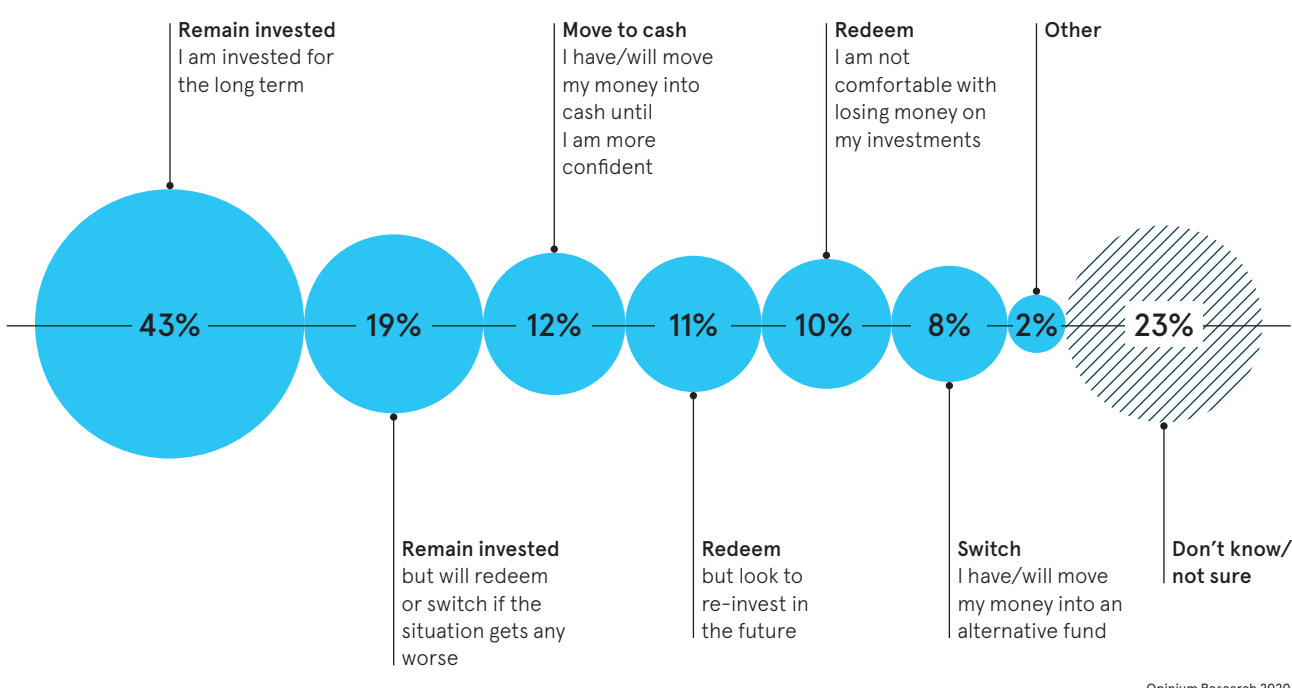 Remain invested
I am invested for
the long term
Move to cash
I have/will move
my money into
cash until
I am more
confident
Redeem
I am not
comfortable with
losing money on
my investments
Other
43%
19%
12%
11%
10%
8%
2%
23%
Remain invested
but will redeem
or switch if the
situation gets any
worse
Redeem
but look to
re-invest in
the future
Switch
I have/will move
my money into an
alternative fund
Don't know/
not sure
Opinium Research 2020